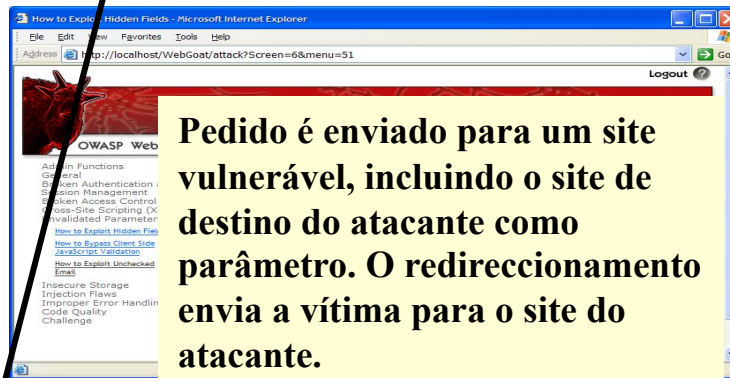 How to Exploit Hidden Fields - Microsoft Internet Explorer
File Edit View Favorites Tools Help
Address http://localhost/WebGoat/attack?Screen=6&menu=51 Go
Logout ?
OWASP Web
Pedido é enviado para um site
vulnerável, incluindo o site de
destino do atacante como
parâmetro. O redireccionamento
envia a vítima para o site do
atacante.
Admin Functions
General
Broken Authentication
Session Management
Broken Access Control
Cross-Site Scripting (X
Unvalidated Parameter
How to Exploit Hidden Fiel
How to Bypass Client Side
JavaScript Validation
How to Exploit Unchecked
Email
Insecure Storage
Injection Flaws
Improper Error Handlin
Code Quality
Challenge